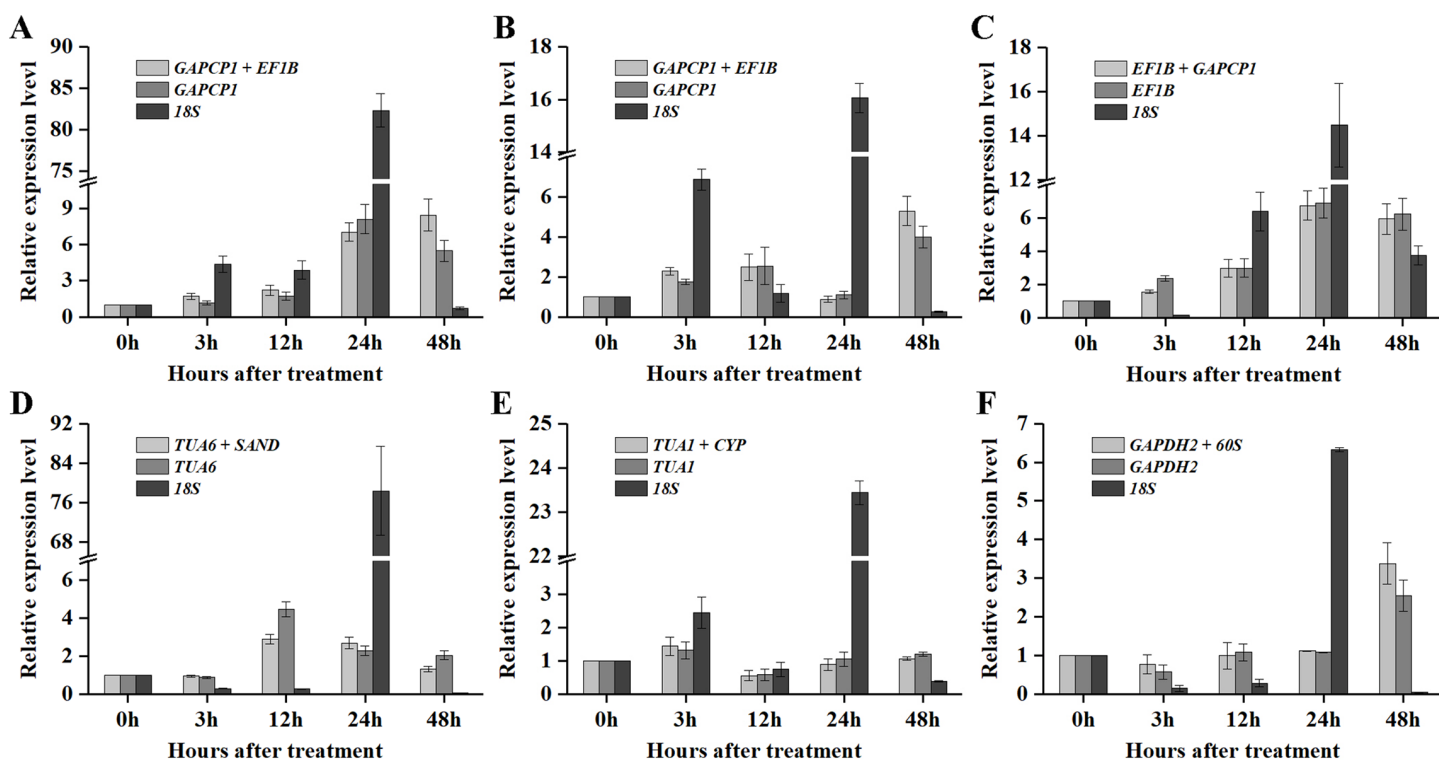 A
Relative expression lvevl
90
85
80
75
9
6
3
0
GAPCP1 + EF1B
GAPCP1
18S
0h 3h 12h 24h 48h
Hours after treatment
B
Relative expression lvevl
18
16
14
6
4
2
0
GAPCP1 + EF1B
GAPCP1
18S
0h 3h 12h 24h 48h
Hours after treatment
C
Relative expression lvevl
18
16
14
12
6
4
2
0
EF1B + GAPCP1
EF1B
18S
0h 3h 12h 24h 48h
Hours after treatment
D
Relative expression lvevl
92
84
76
68
6
4
2
0
TUA6 + SAND
TUA6
18S
0h 3h 12h 24h 48h
Hours after treatment
E
Relative expression lvevl
25
24
23
22
3
2
1
0
TUA1 + CYP
TUA1
18S
0h 3h 12h 24h 48h
Hours after treatment
F
Relative expression lvevl
7
6
5
4
3
2
1
0
GAPDH2 + 60S
GAPDH2
18S
0h 3h 12h 24h 48h
Hours after treatment